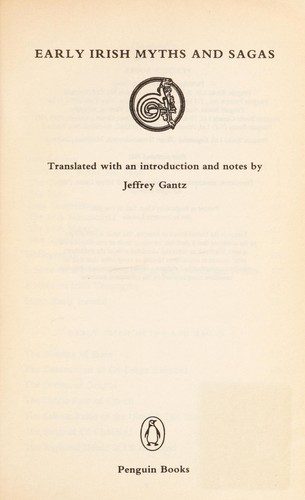 EARLY IRISH MYTHS AND SAGAS
Translated with an introduction and notes by
Jeffrey Gantz
Penguin Books